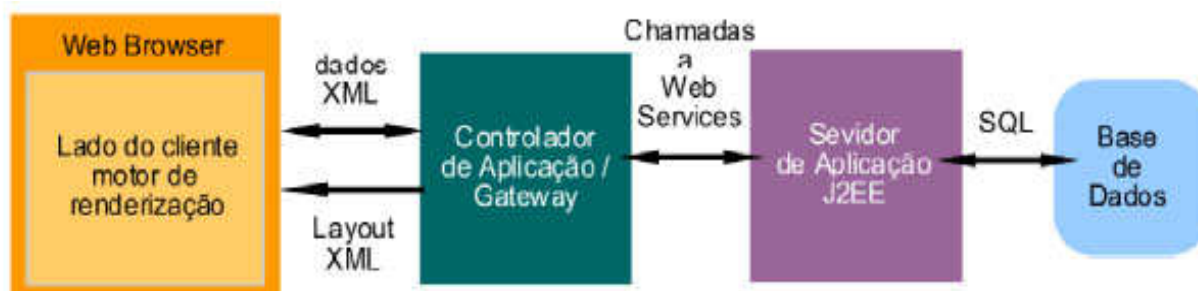 Web Browser
Lado do cliente
motor de
renderização
dados
XML
Layout
XML
Controlador
de Aplicação /
Gateway
Chamadas
a
Web
Services
Sevidor
de Aplicação
J2EE
SQL
Base
de
Dados